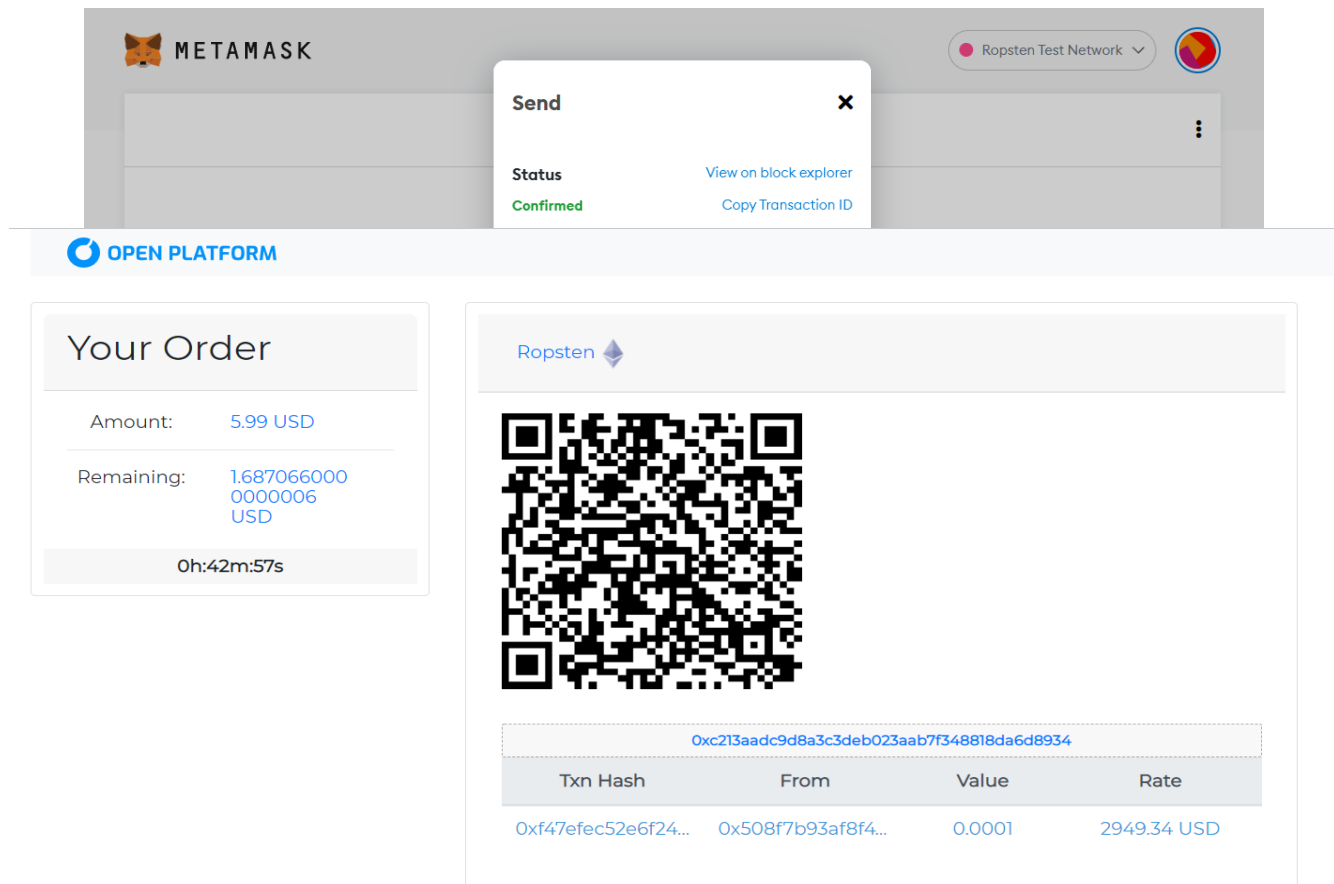 METAMASK
Ropsten Test Network
Send
Status
View on block explorer
Confirmed
Copy Transaction ID
OPEN PLATFORM
Your Order
Amount: 5.99 USD
Remaining: 1.687066000
0000006
USD
0h:42m:57s
Ropsten
0xc213aadc9d8a3c3deb023aab7f348818da6d8934
Txn Hash From Value Rate
0xf47efec52e6f24... 0x508f7b93af8f4... 0.0001 2949.34 USD